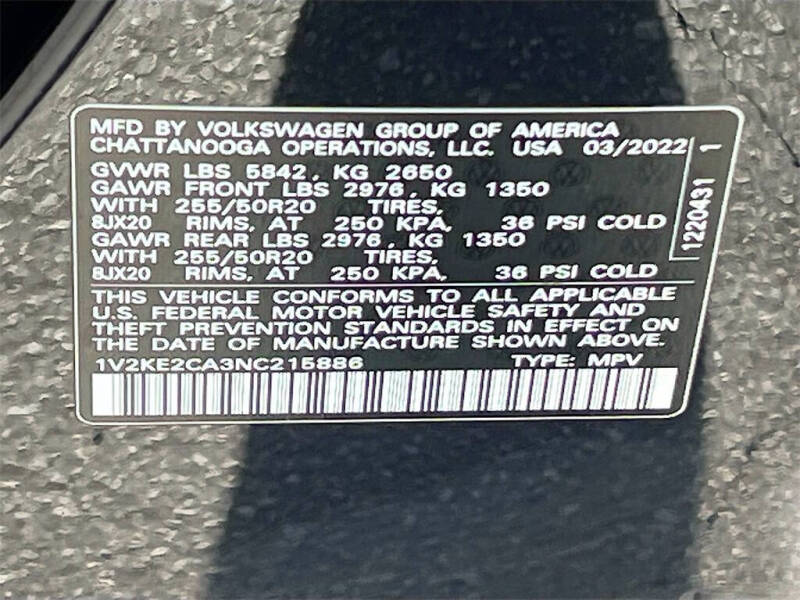 MFD BY VOLKSWAGEN GROUP OF AMERICA
CHATTANOOGA OPERATIONS, LLC. USA 03/2022
GVWR LBS 5842, KG 2650
GAWR FRONT LBS 2976, KG 1350
WITH 255/50R20 TIRES,
8JX20 RIMS, AT 250 KPA, 36 PSI COLD
GAWR REAR LBS 2976, KG 1350
WITH 255/50R20 TIRES,
8JX20 RIMS, AT 250 KPA, 36 PSI COLD
1220431 1
THIS VEHICLE CONFORMS TO ALL APPLICABLE
U.S. FEDERAL MOTOR VEHICLE SAFETY AND
THEFT PREVENTION STANDARDS IN EFFECT ON
THE DATE OF MANUFACTURE SHOWN ABOVE.
1V2KE2CA3NC215886 TYPE: MPV